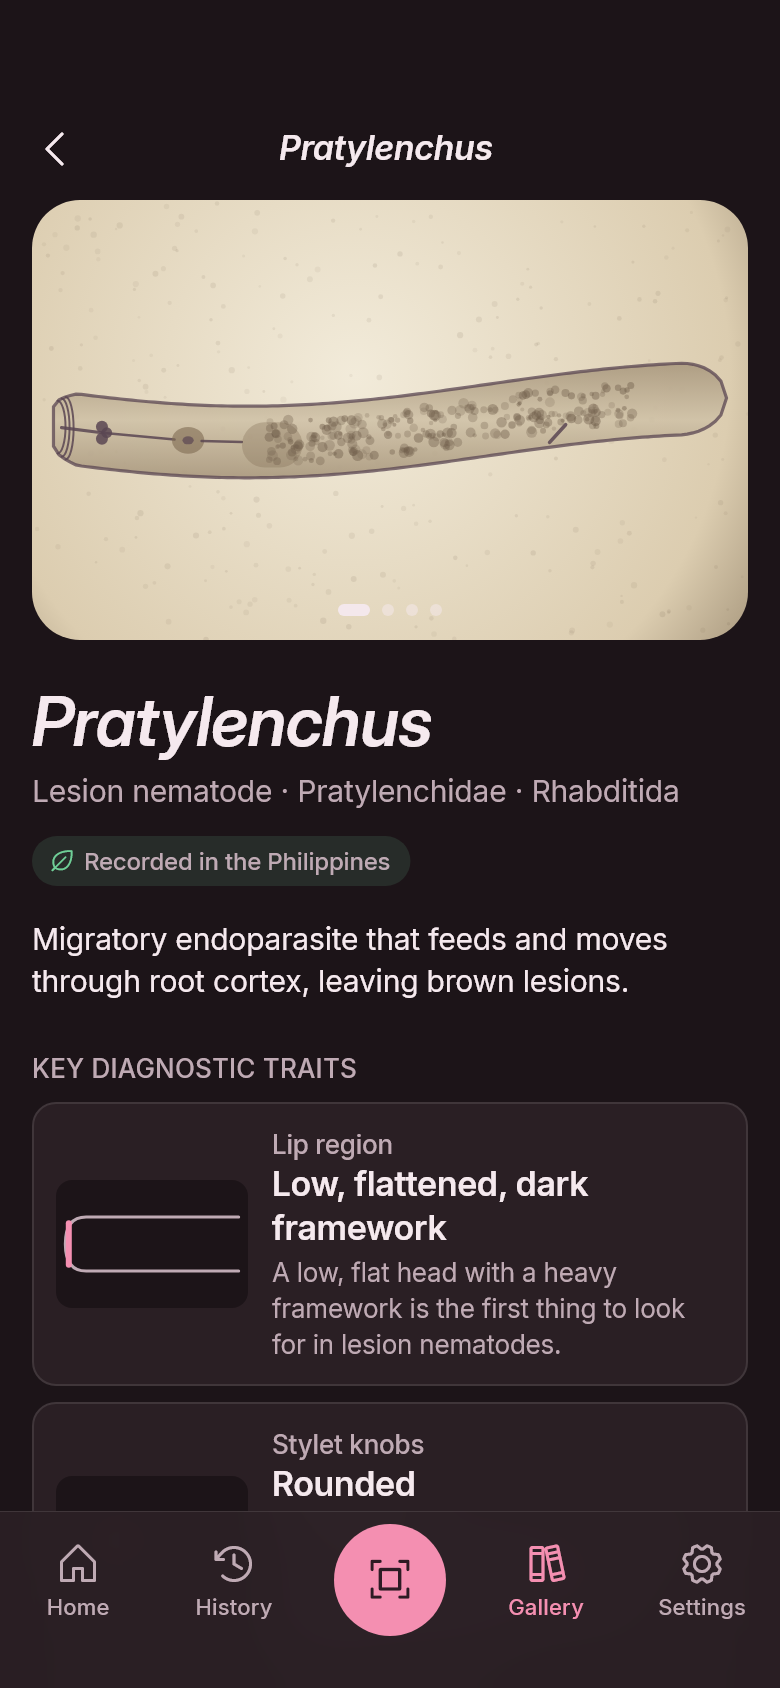 Pratylenchus
Pratylenchus
Lesion nematode · Pratylenchidae · Rhabditida
Recorded in the Philippines
Migratory endoparasite that feeds and moves
through root cortex, leaving brown lesions.
KEY DIAGNOSTIC TRAITS
Lip region
Low, flattened, dark
framework
A low, flat head with a heavy
framework is the first thing to look
for in lesion nematodes.
Stylet knobs
Rounded
Home
History
Gallery
Settings